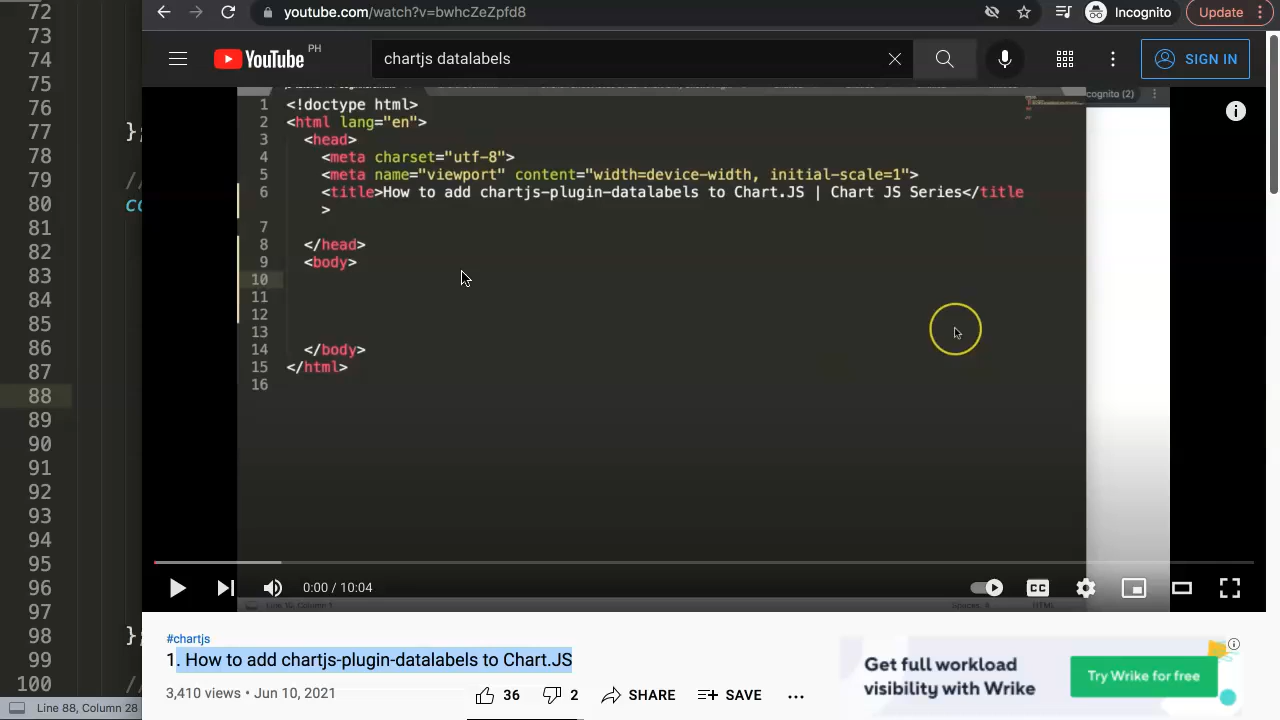 youtube.com/watch?v=bwhcZeZpfd8
Incognito
Update
YouTube PH
chartjs datalabels
SIGN IN
cognito (2)
1 <!doctype html>
2 <html lang="en">
3 <head>
4 <meta charset="utf-8">
5 <meta name="viewport" content="width=device-width, initial-scale=1">
6 <title>How to add chartjs-plugin-datalabels to Chart.JS | Chart JS Series</title
>
7
8 </head>
9 <body>
10
11
12
13
14 </body>
15 </html>
16
72
73
74
75
76
77 };
78
79 //
80 co
81
82
83
84
85
86
87
88
89
90
91
92
93
94
95
96
97
98 };
99
100 //
0:00 / 10:04
CC
#chartjs
1. How to add chartjs-plugin-datalabels to Chart.JS
3,410 views • Jun 10, 2021
36
2
SHARE
SAVE
Get full workload
visibility with Wrike
Try Wrike for free
Line 88, Column 28